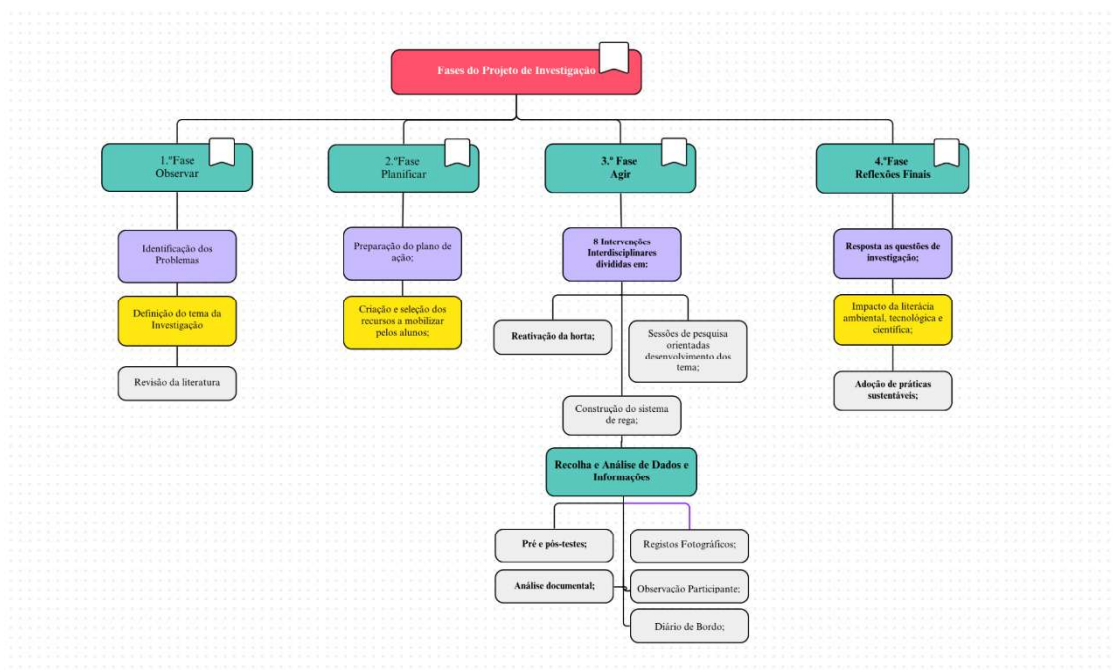 Fases do Projeto de Investigação
1.ºFase
Observar
2.ºFase
Planificar
3.º Fase
Agir
4.ºFase
Reflexões Finais
Identificação dos
Problemas
Definição do tema da
Investigação
Revisão da literatura
Preparação do plano de
ação;
Criação e seleção dos
recursos a mobilizar
pelos alunos;
8 Intervenções
Interdisciplinares
divididas em:
Reativação da horta;
Sessões de pesquisa
orientadas
desenvolvimento dos
tema;
Construção do sistema
de rega;
Recolha e Análise de Dados e
Informações
Pré e pós-testes;
Registos Fotográficos;
Análise documental;
Observação Participante;
Diário de Bordo;
Resposta as questões de
investigação;
Impacto da literácia
ambiental, tecnológica e
científica;
Adoção de práticas
sustentáveis;